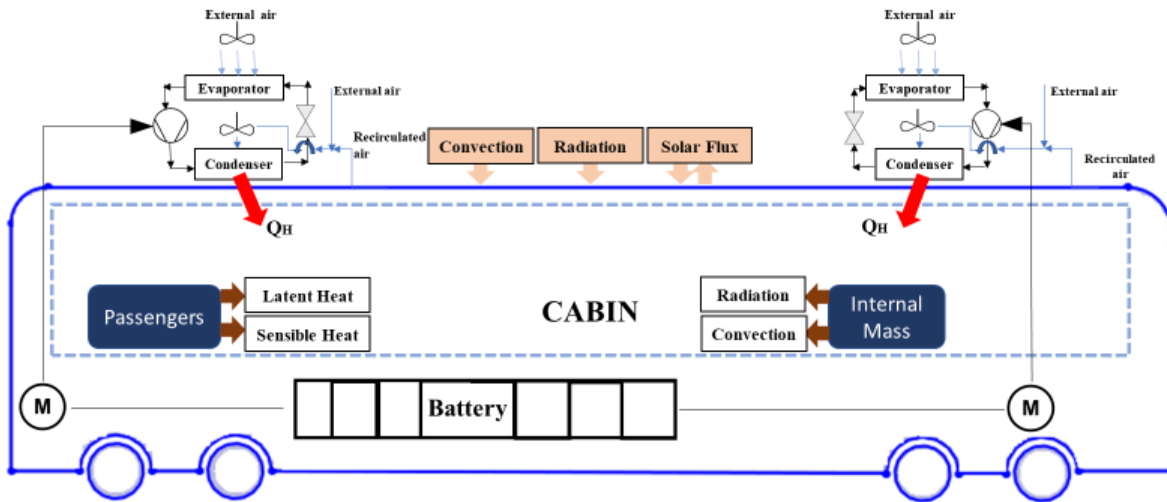 External air
External air
Evaporator
External air
Recirculated
air
Condenser
Convection
Radiation
Solar Flux
Evaporator
External air
Condenser
Recirculated
air
QH
QH
Passengers
Latent Heat
Sensible Heat
CABIN
Radiation
Convection
Internal
Mass
M
Battery
M